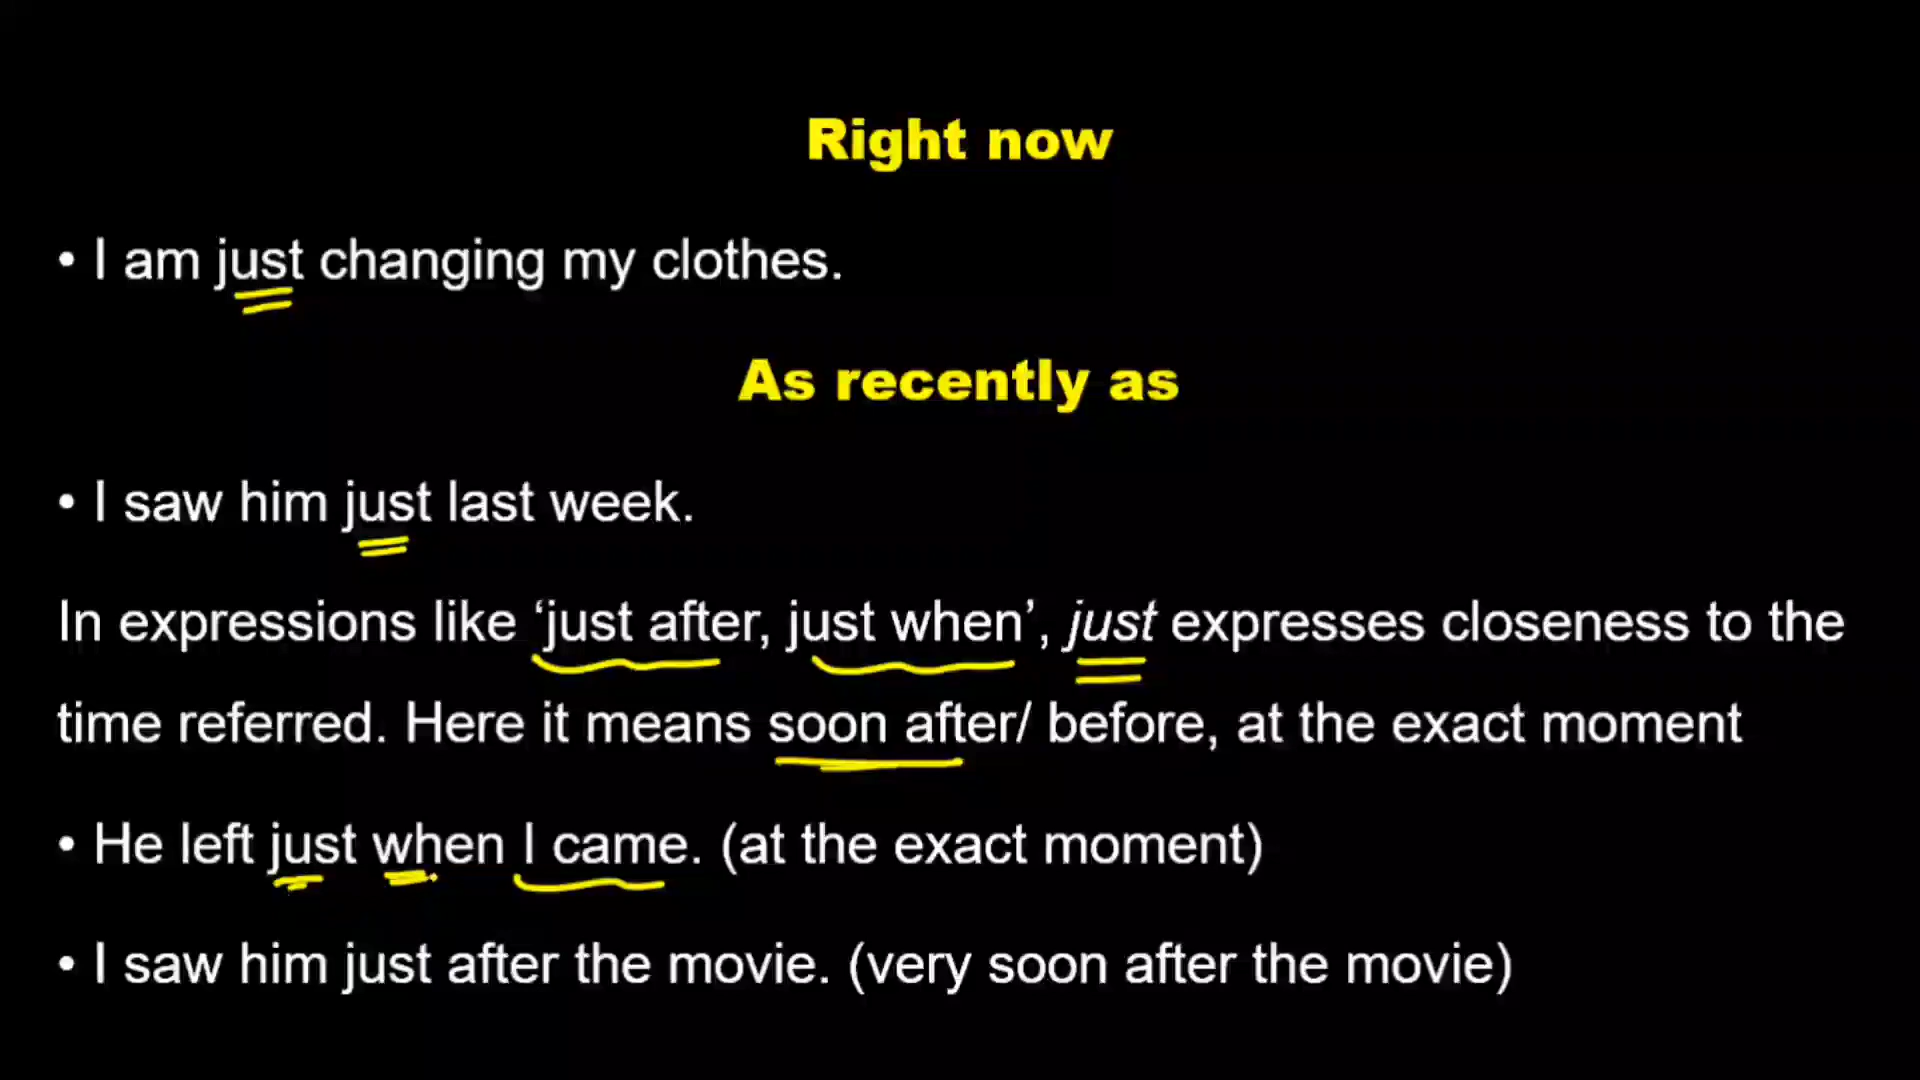 Right now
• I am just changing my clothes.
As recently as
• I saw him just last week.
In expressions like ‘just after, just when’, just expresses closeness to the
time referred. Here it means soon after/ before, at the exact moment
• He left just when I came. (at the exact moment)
• I saw him just after the movie. (very soon after the movie)